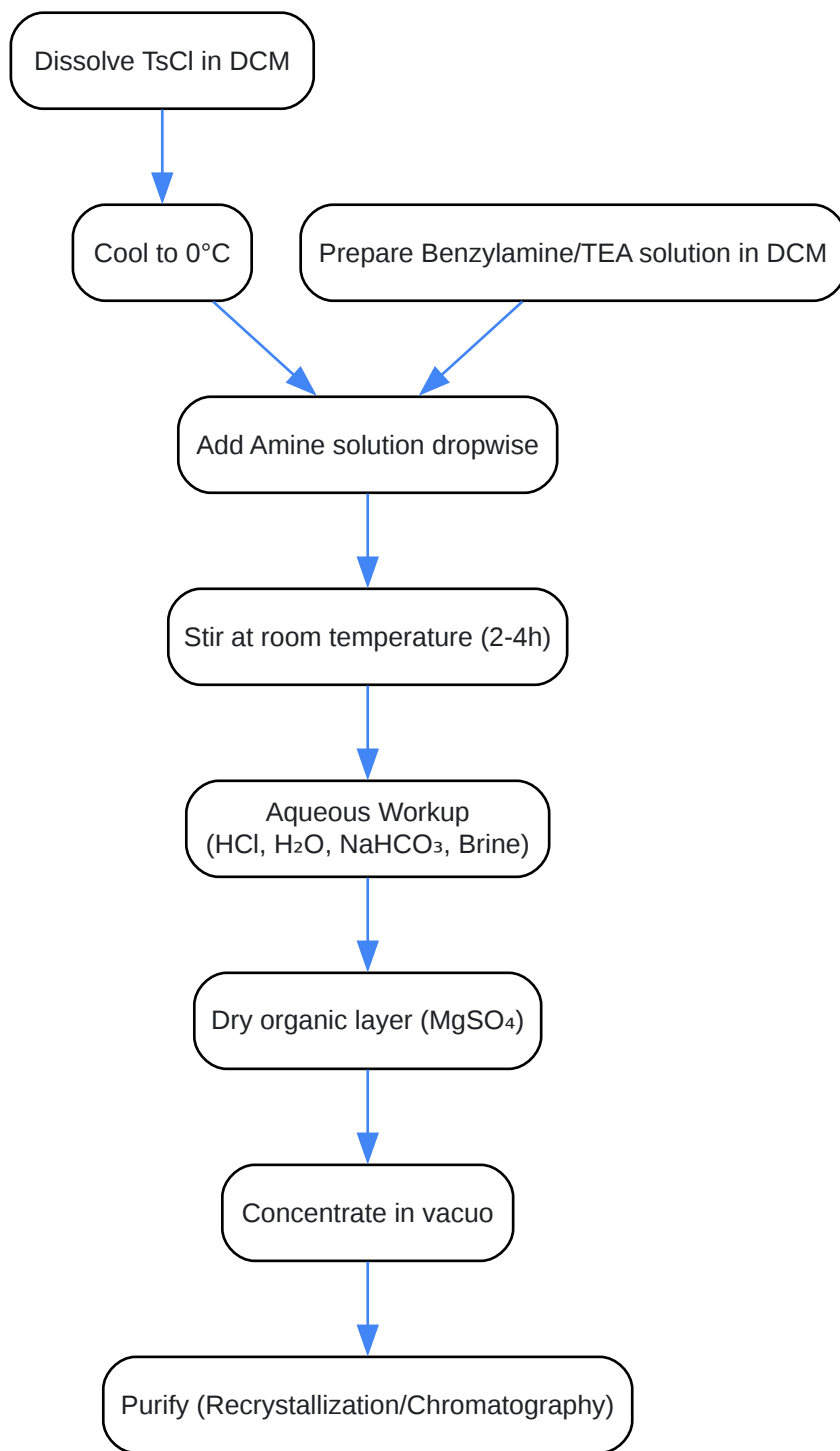 Dissolve TsCl in DCM
Cool to 0°C
Prepare Benzylamine/TEA solution in DCM
Add Amine solution dropwise
Stir at room temperature (2-4h)
Aqueous Workup
(HCl, H₂O, NaHCO₃, Brine)
Dry organic layer (MgSO₄)
Concentrate in vacuo
Purify (Recrystallization/Chromatography)